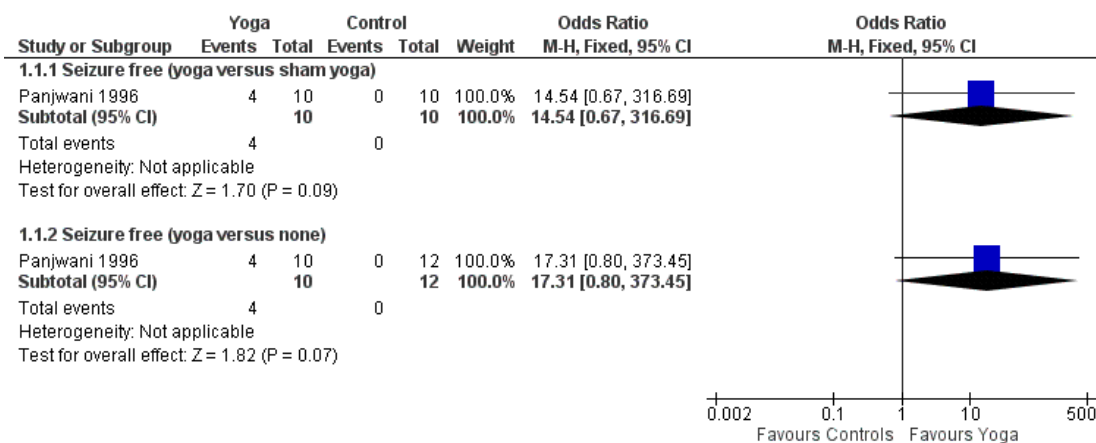 Yoga Control Odds Ratio Odds Ratio
Study or Subgroup Events Total Events Total Weight M-H, Fixed, 95% CI M-H, Fixed, 95% CI
1.1.1 Seizure free (yoga versus sham yoga)
Panjwani 1996 4 10 0 10 100.0% 14.54 [0.67, 316.69]
Subtotal (95% CI) 10 10 100.0% 14.54 [0.67, 316.69]
Total events 4 0
Heterogeneity: Not applicable
Test for overall effect: Z = 1.70 (P = 0.09)
1.1.2 Seizure free (yoga versus none)
Panjwani 1996 4 10 0 12 100.0% 17.31 [0.80, 373.45]
Subtotal (95% CI) 10 12 100.0% 17.31 [0.80, 373.45]
Total events 4 0
Heterogeneity: Not applicable
Test for overall effect: Z = 1.82 (P = 0.07)
0.002 0.1 1 10 500
Favours Controls Favours Yoga